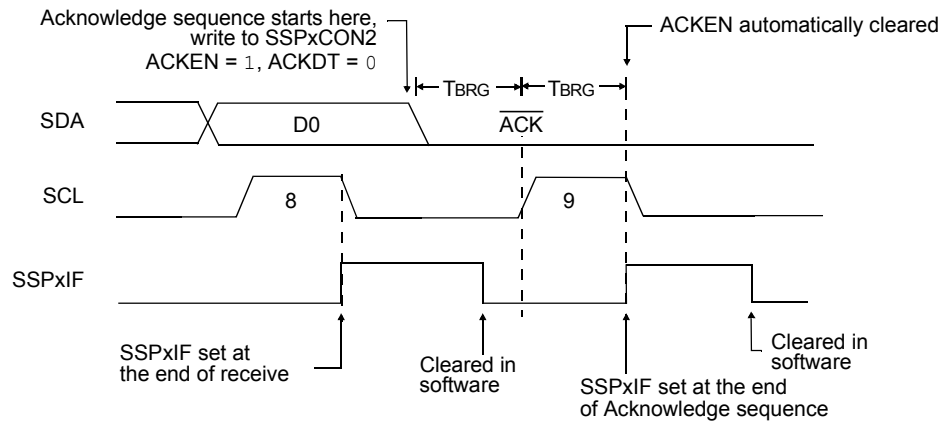 Acknowledge sequence starts here,
write to SSPxCON2
ACKEN = 1, ACKDT = 0
ACKEN automatically cleared
TBRG
TBRG
SDA
D0
ACK
SCL
8
9
SSPxIF
SSPxIF set at
the end of receive
Cleared in
software
SSPxIF set at the end
of Acknowledge sequence
Cleared in
software